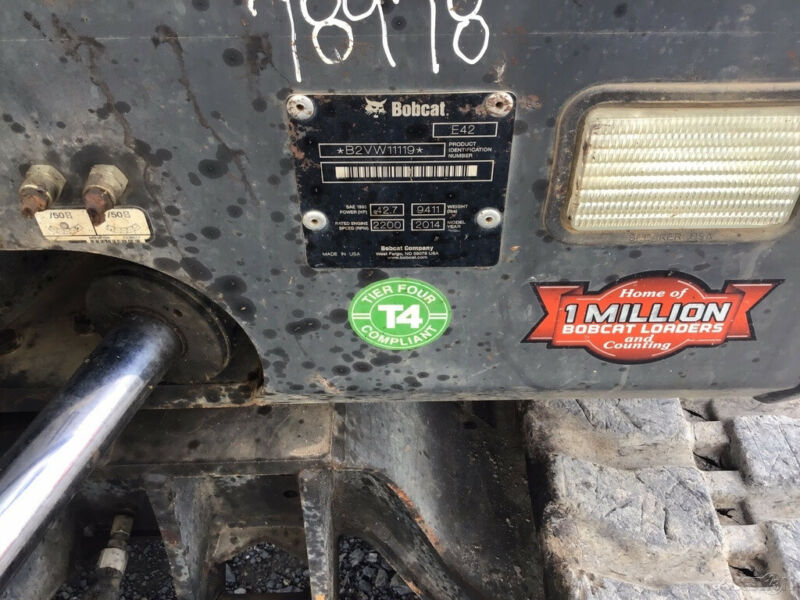 78978
Bobcat
E42
*B2VW11119*
PRODUCT IDENTIFICATION NUMBER
SAE 1995 POWER (HP) 42.7 9411 WEIGHT (lbs)
RATED ENGINE SPEED (RPM) 2200 2014 MODEL YEAR
Bobcat Company
MADE IN USA West Fargo, ND 58078 USA
www.bobcat.com
750B 750B
TIER FOUR
T4
COMPLIANT
Home of
1 MILLION
BOBCAT LOADERS
and
Counting